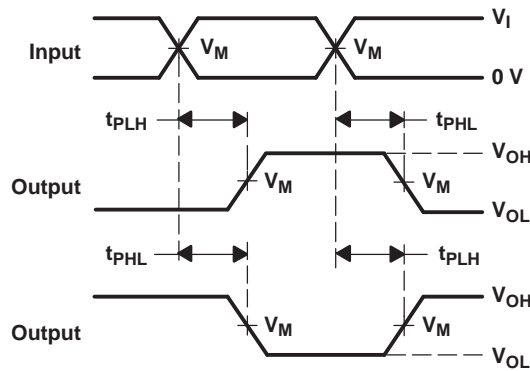 V_I
Input
V_M
V_M
0 V
t_PLH
t_PHL
V_OH
Output
V_M
V_M
V_OL
t_PHL
t_PLH
V_OH
V_M
V_M
Output
V_OL